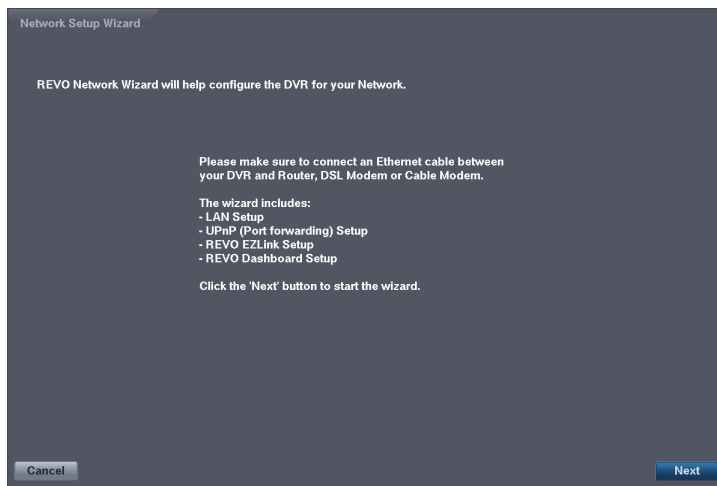 Network Setup Wizard
REVO Network Wizard will help configure the DVR for your Network.
Please make sure to connect an Ethernet cable between
your DVR and Router, DSL Modem or Cable Modem.
The wizard includes:
- LAN Setup
- UPnP (Port forwarding) Setup
- REVO EZLink Setup
- REVO Dashboard Setup
Click the 'Next' button to start the wizard.
Cancel
Next